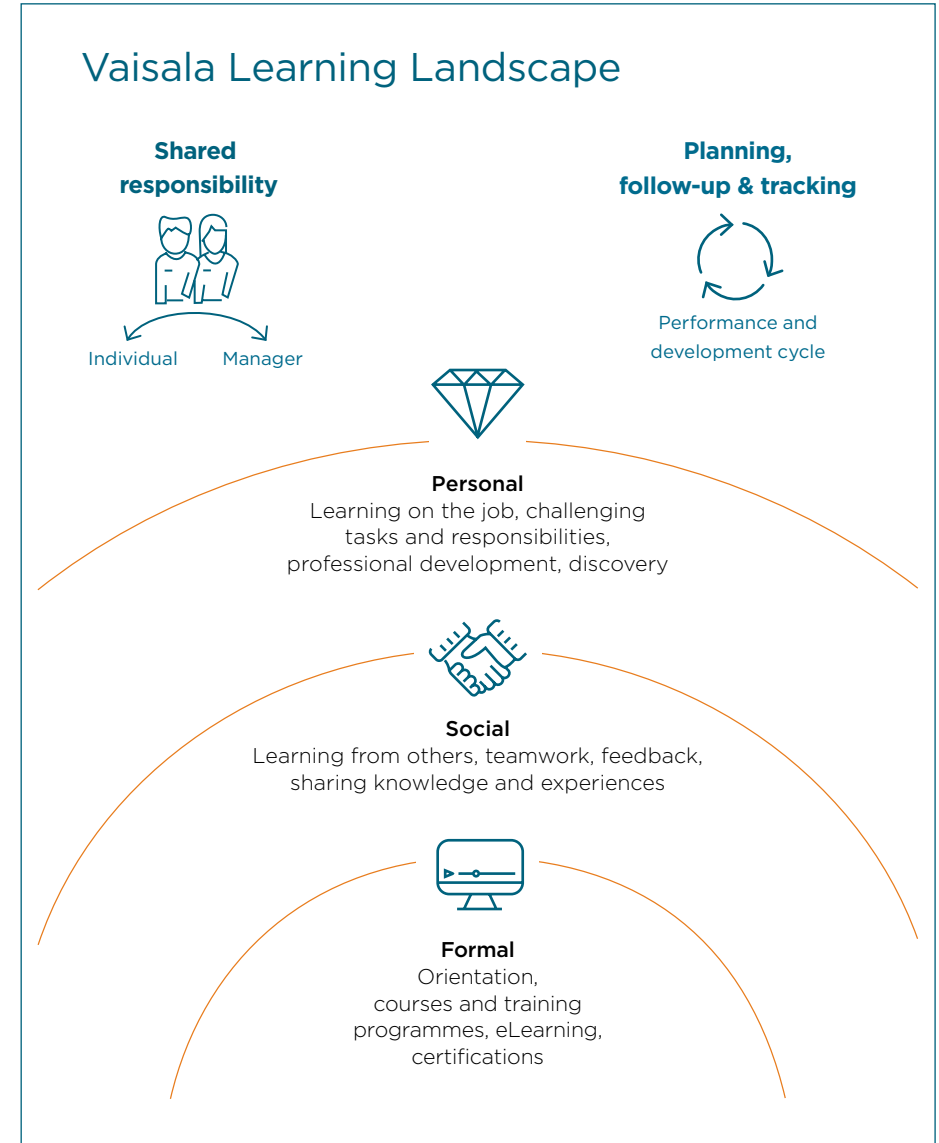 Vaisala Learning Landscape
Shared
responsibility
Individual
Manager
Planning,
follow-up & tracking
Performance and
development cycle
Personal
Learning on the job, challenging
tasks and responsibilities,
professional development, discovery
Social
Learning from others, teamwork, feedback,
sharing knowledge and experiences
Formal
Orientation,
courses and training
programmes, eLearning,
certifications